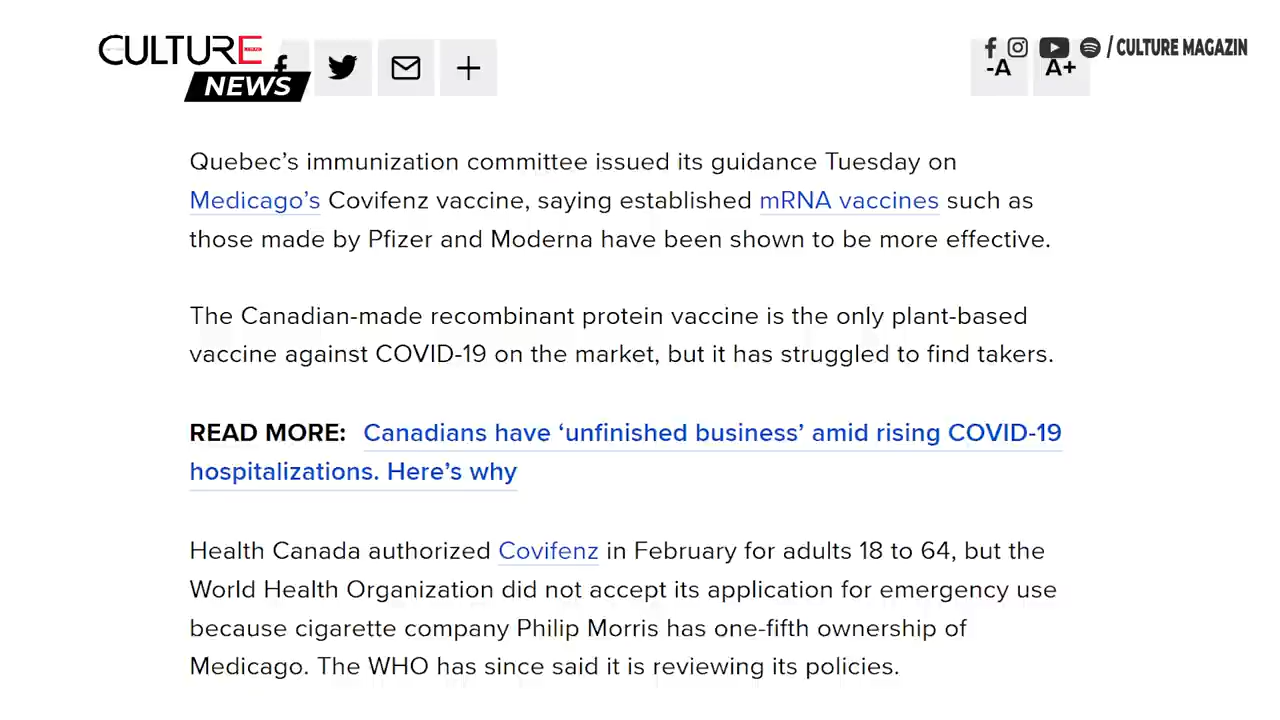 CULTURE
NEWS
/ CULTURE MAGAZIN
-A A+
Quebec’s immunization committee issued its guidance Tuesday on
Medicago’s Covifenz vaccine, saying established mRNA vaccines such as
those made by Pfizer and Moderna have been shown to be more effective.
The Canadian-made recombinant protein vaccine is the only plant-based
vaccine against COVID-19 on the market, but it has struggled to find takers.
READ MORE: Canadians have ‘unfinished business’ amid rising COVID-19
hospitalizations. Here’s why
Health Canada authorized Covifenz in February for adults 18 to 64, but the
World Health Organization did not accept its application for emergency use
because cigarette company Philip Morris has one-fifth ownership of
Medicago. The WHO has since said it is reviewing its policies.